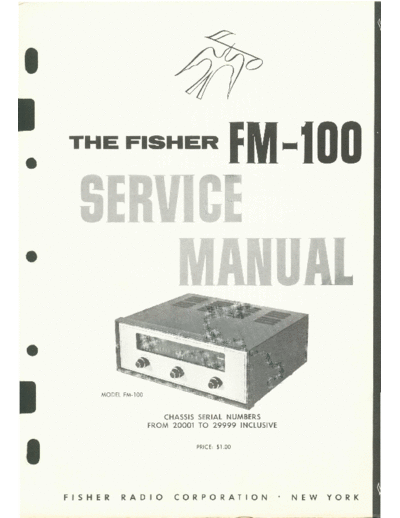 THE FISHER FM-100
SERVICE
MANUAL
MODEL FM-100
CHASSIS SERIAL NUMBERS
FROM 20001 TO 29999 INCLUSIVE
PRICE: $1.00
FISHER RADIO CORPORATION · NEW YORK